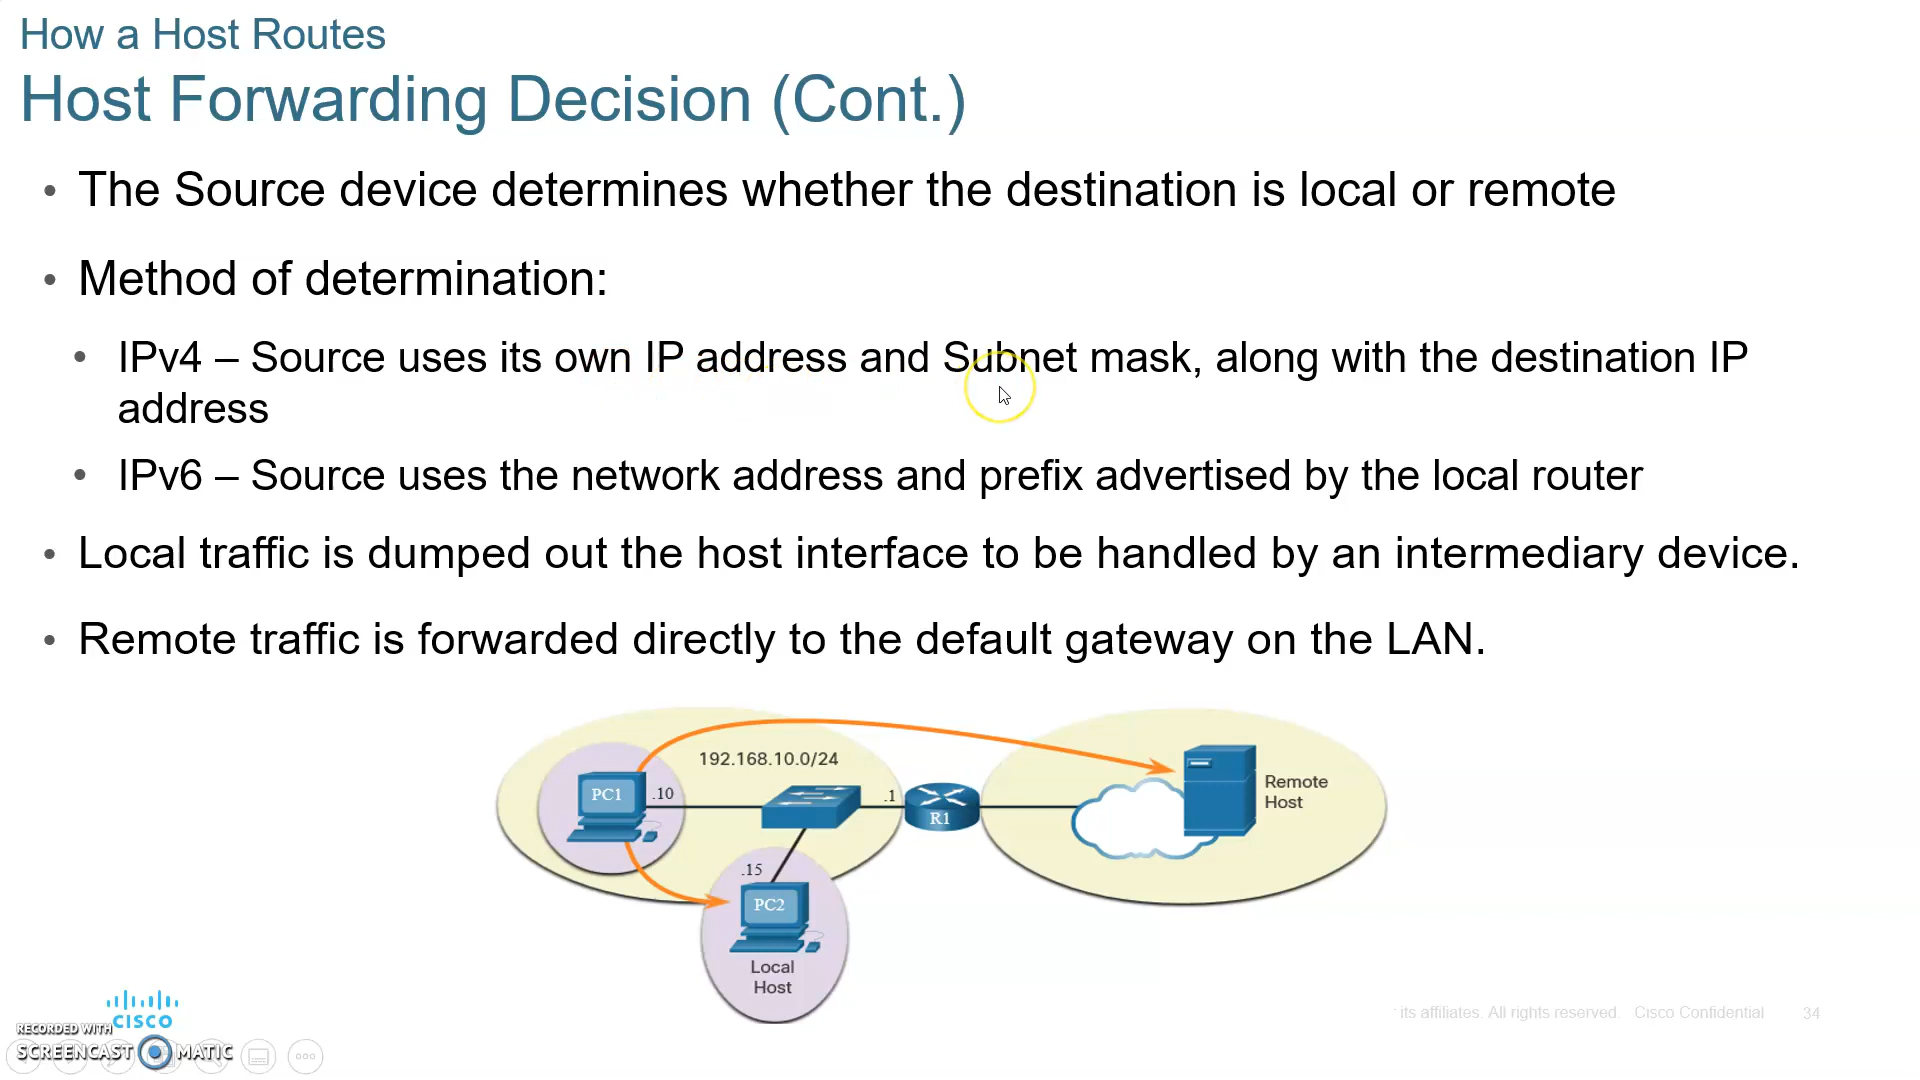 How a Host Routes
Host Forwarding Decision (Cont.)
• The Source device determines whether the destination is local or remote
• Method of determination:
• IPv4 – Source uses its own IP address and Subnet mask, along with the destination IP
address
• IPv6 – Source uses the network address and prefix advertised by the local router
• Local traffic is dumped out the host interface to be handled by an intermediary device.
• Remote traffic is forwarded directly to the default gateway on the LAN.
192.168.10.0/24
PC1
.10
.1
R1
Remote
Host
.15
PC2
Local
Host
CISCO
RECORDED WITH
SCREENCAST MATIC
its affiliates. All rights reserved. Cisco Confidential
34